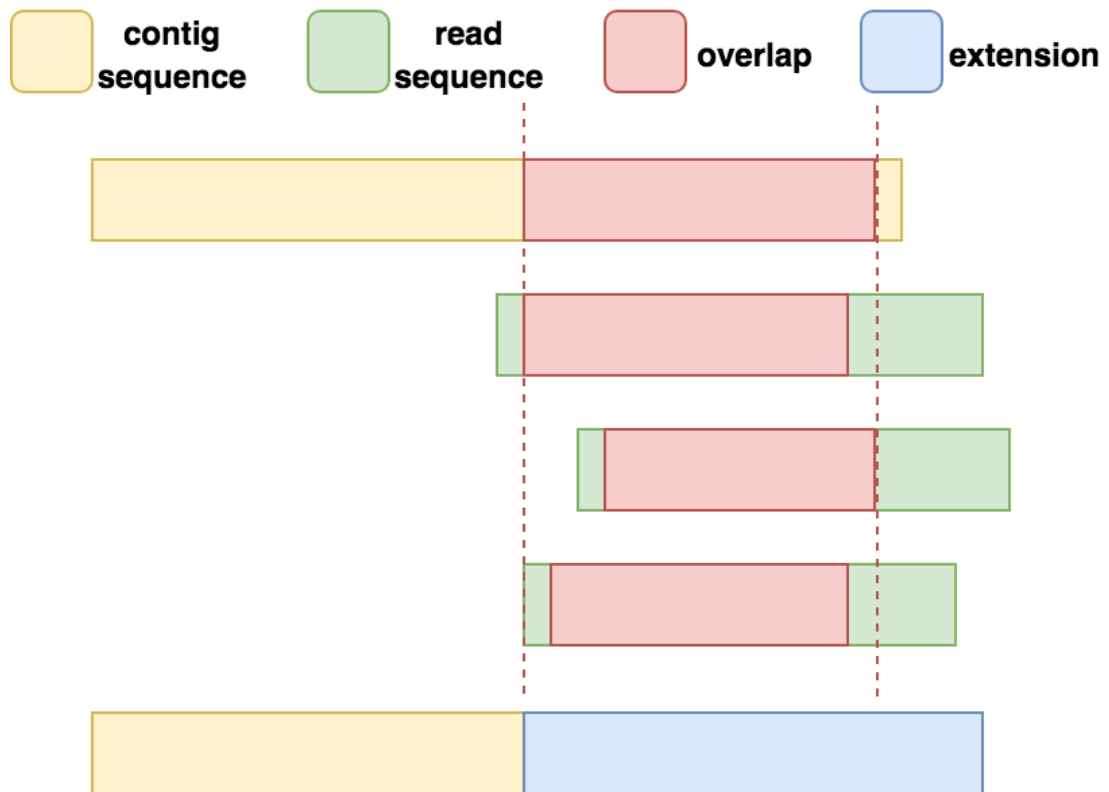 contig
sequence
read
sequence
overlap
extension